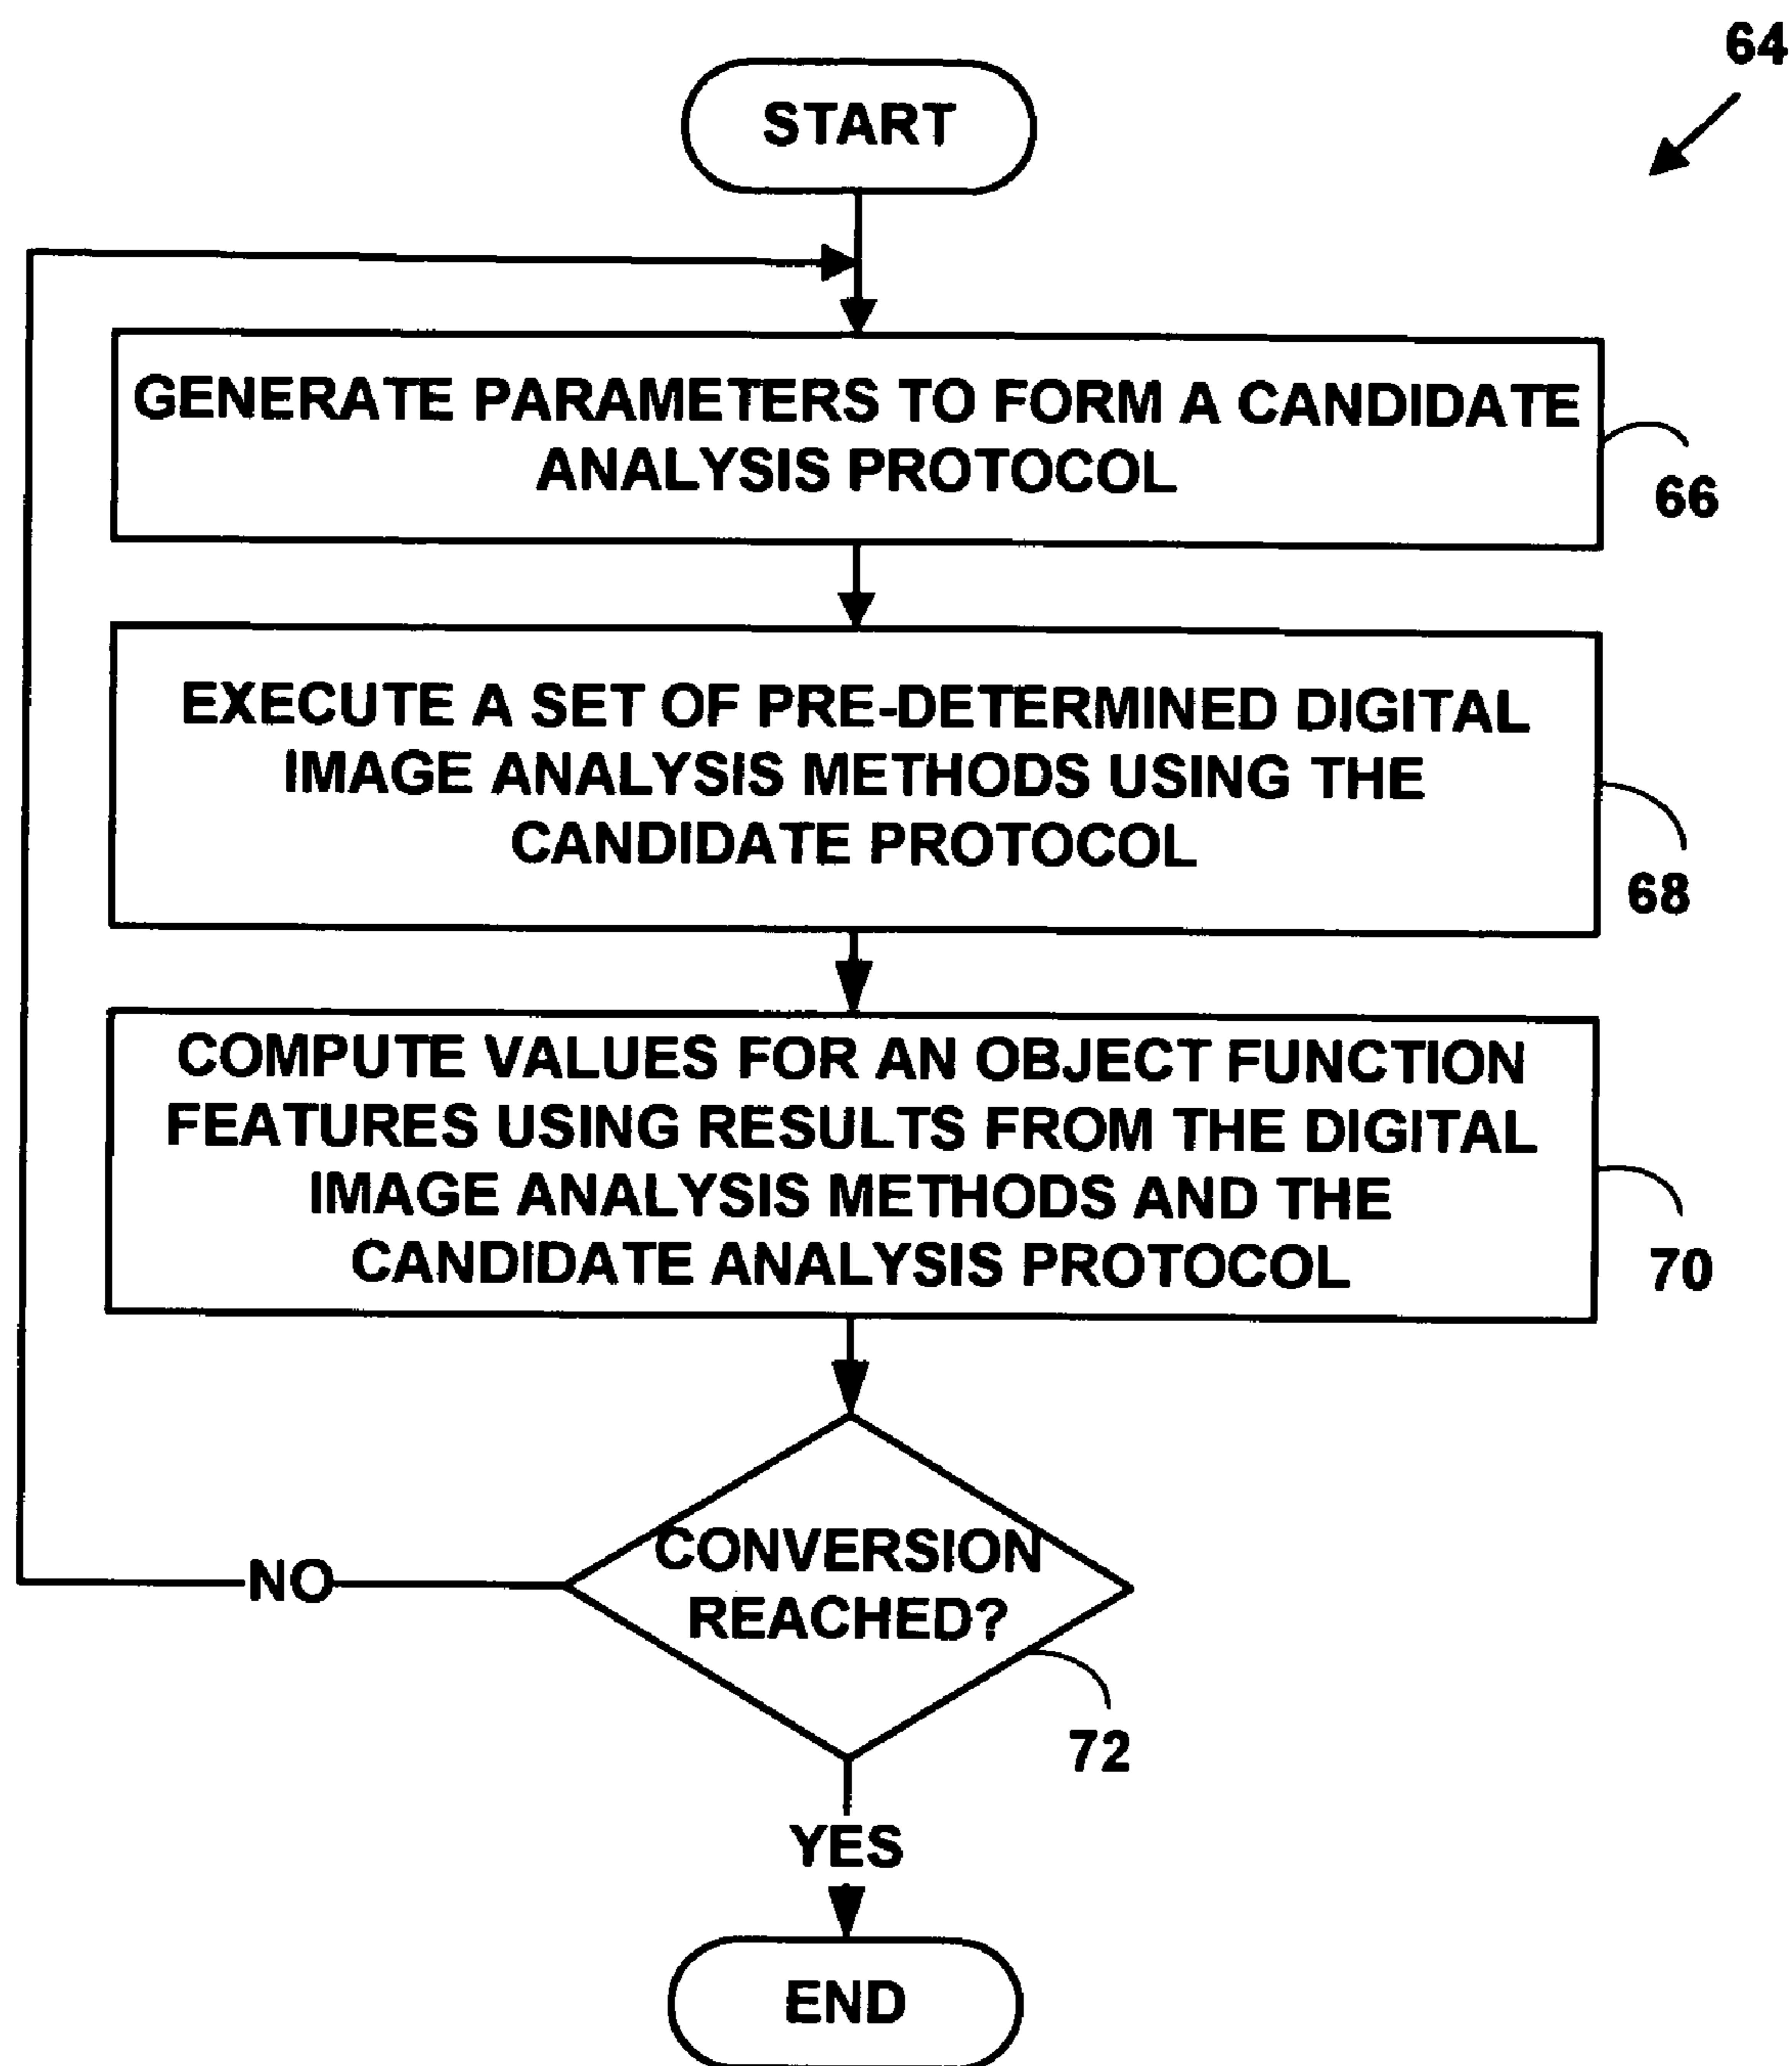 64
START
GENERATE PARAMETERS TO FORM A CANDIDATE
ANALYSIS PROTOCOL
66
EXECUTE A SET OF PRE-DETERMINED DIGITAL
IMAGE ANALYSIS METHODS USING THE
CANDIDATE PROTOCOL
68
COMPUTE VALUES FOR AN OBJECT FUNCTION
FEATURES USING RESULTS FROM THE DIGITAL
IMAGE ANALYSIS METHODS AND THE
CANDIDATE ANALYSIS PROTOCOL
70
CONVERSION
REACHED?
NO
72
YES
END